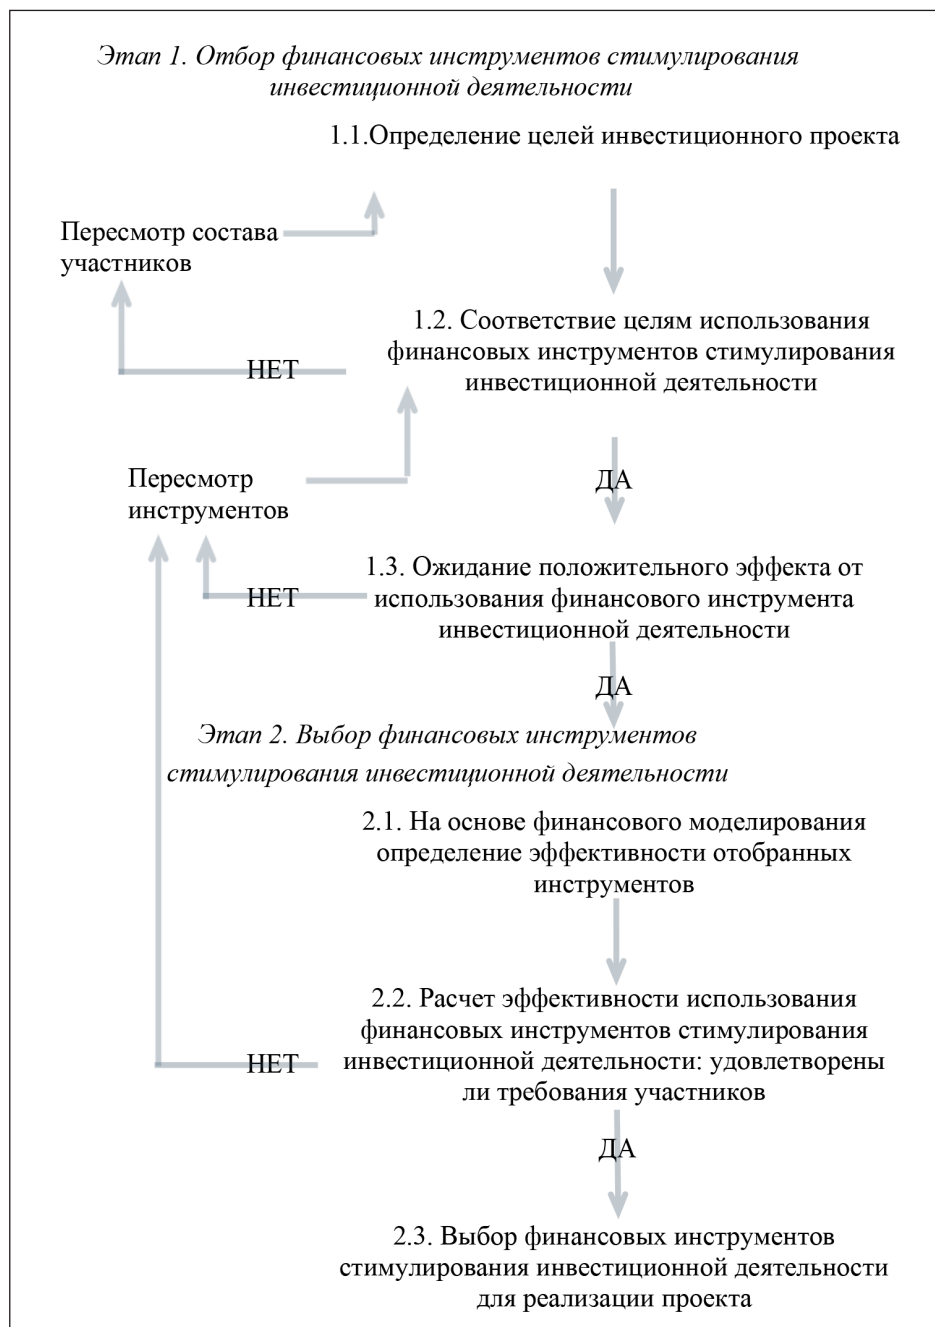 Этап 1. Отбор финансовых инструментов стимулирования
инвестиционной деятельности
1.1.Определение целей инвестиционного проекта
Пересмотр состава
участников
1.2. Соответствие целям использования
финансовых инструментов стимулирования
инвестиционной деятельности
НЕТ
Пересмотр
инструментов
ДА
1.3. Ожидание положительного эффекта от
использования финансового инструмента
инвестиционной деятельности
НЕТ
ДА
Этап 2. Выбор финансовых инструментов
стимулирования инвестиционной деятельности
2.1. На основе финансового моделирования
определение эффективности отобранных
инструментов
2.2. Расчет эффективности использования
финансовых инструментов стимулирования
инвестиционной деятельности: удовлетворены
ли требования участников
НЕТ
ДА
2.3. Выбор финансовых инструментов
стимулирования инвестиционной деятельности
для реализации проекта